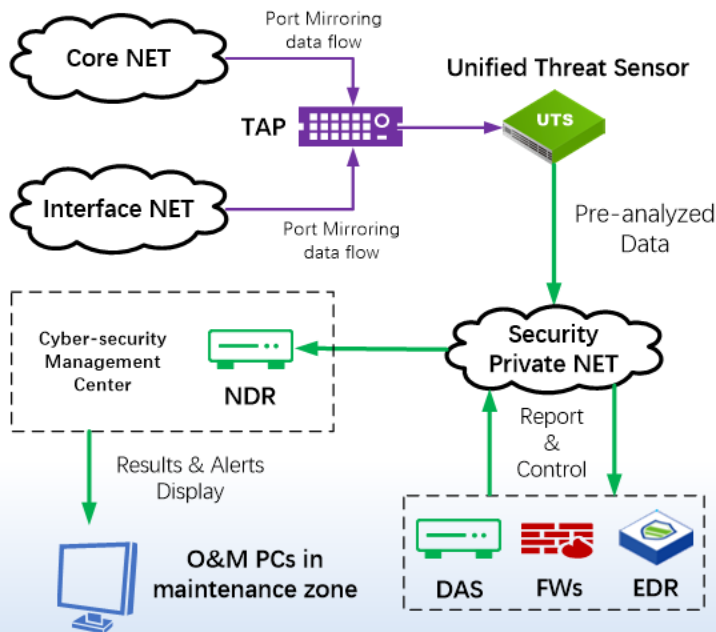 Port Mirroring
data flow
Core NET
Unified Threat Sensor
TAP
UTS
Interface NET
Port Mirroring
data flow
Pre-analyzed
Data
Cyber-security
Management
Center
NDR
Security
Private NET
Report
&
Control
Results & Alerts
Display
O&M PCs in
maintenance zone
DAS
FWs
EDR